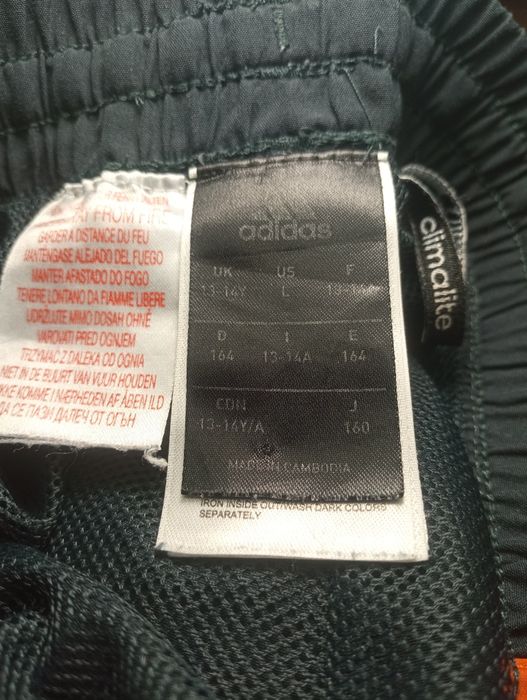 AY FROM FIRE
GARDER A DISTANCE DU FEU
MANTENGASE ALEJADO DEL FUEGO
MANTER AFASTADO DO FOGO
TENERE LONTANO DA FIAMME LIBERE
UDRZUJTE MIMO DOSAH OHNĚ
VAROVATI PRED OGNJEM
TRZYMAĆ Z DALEKA OD OGNIA
NIET IN DE BUURT VAN VUUR HOUDEN
KKE KOMME I NÆRHEDEN AF ÅBEN ILD
ДА СЕ ПАЗИ ДАЛЕЧ ОТ ОГЪН
adidas
UK US F
13-14Y L
D I E
164 13-14A 164
CDN J
13-14Y/A 160
MADE IN CAMBODIA
IRON INSIDE OUT/WASH DARK COLORS
SEPARATELY
climalite